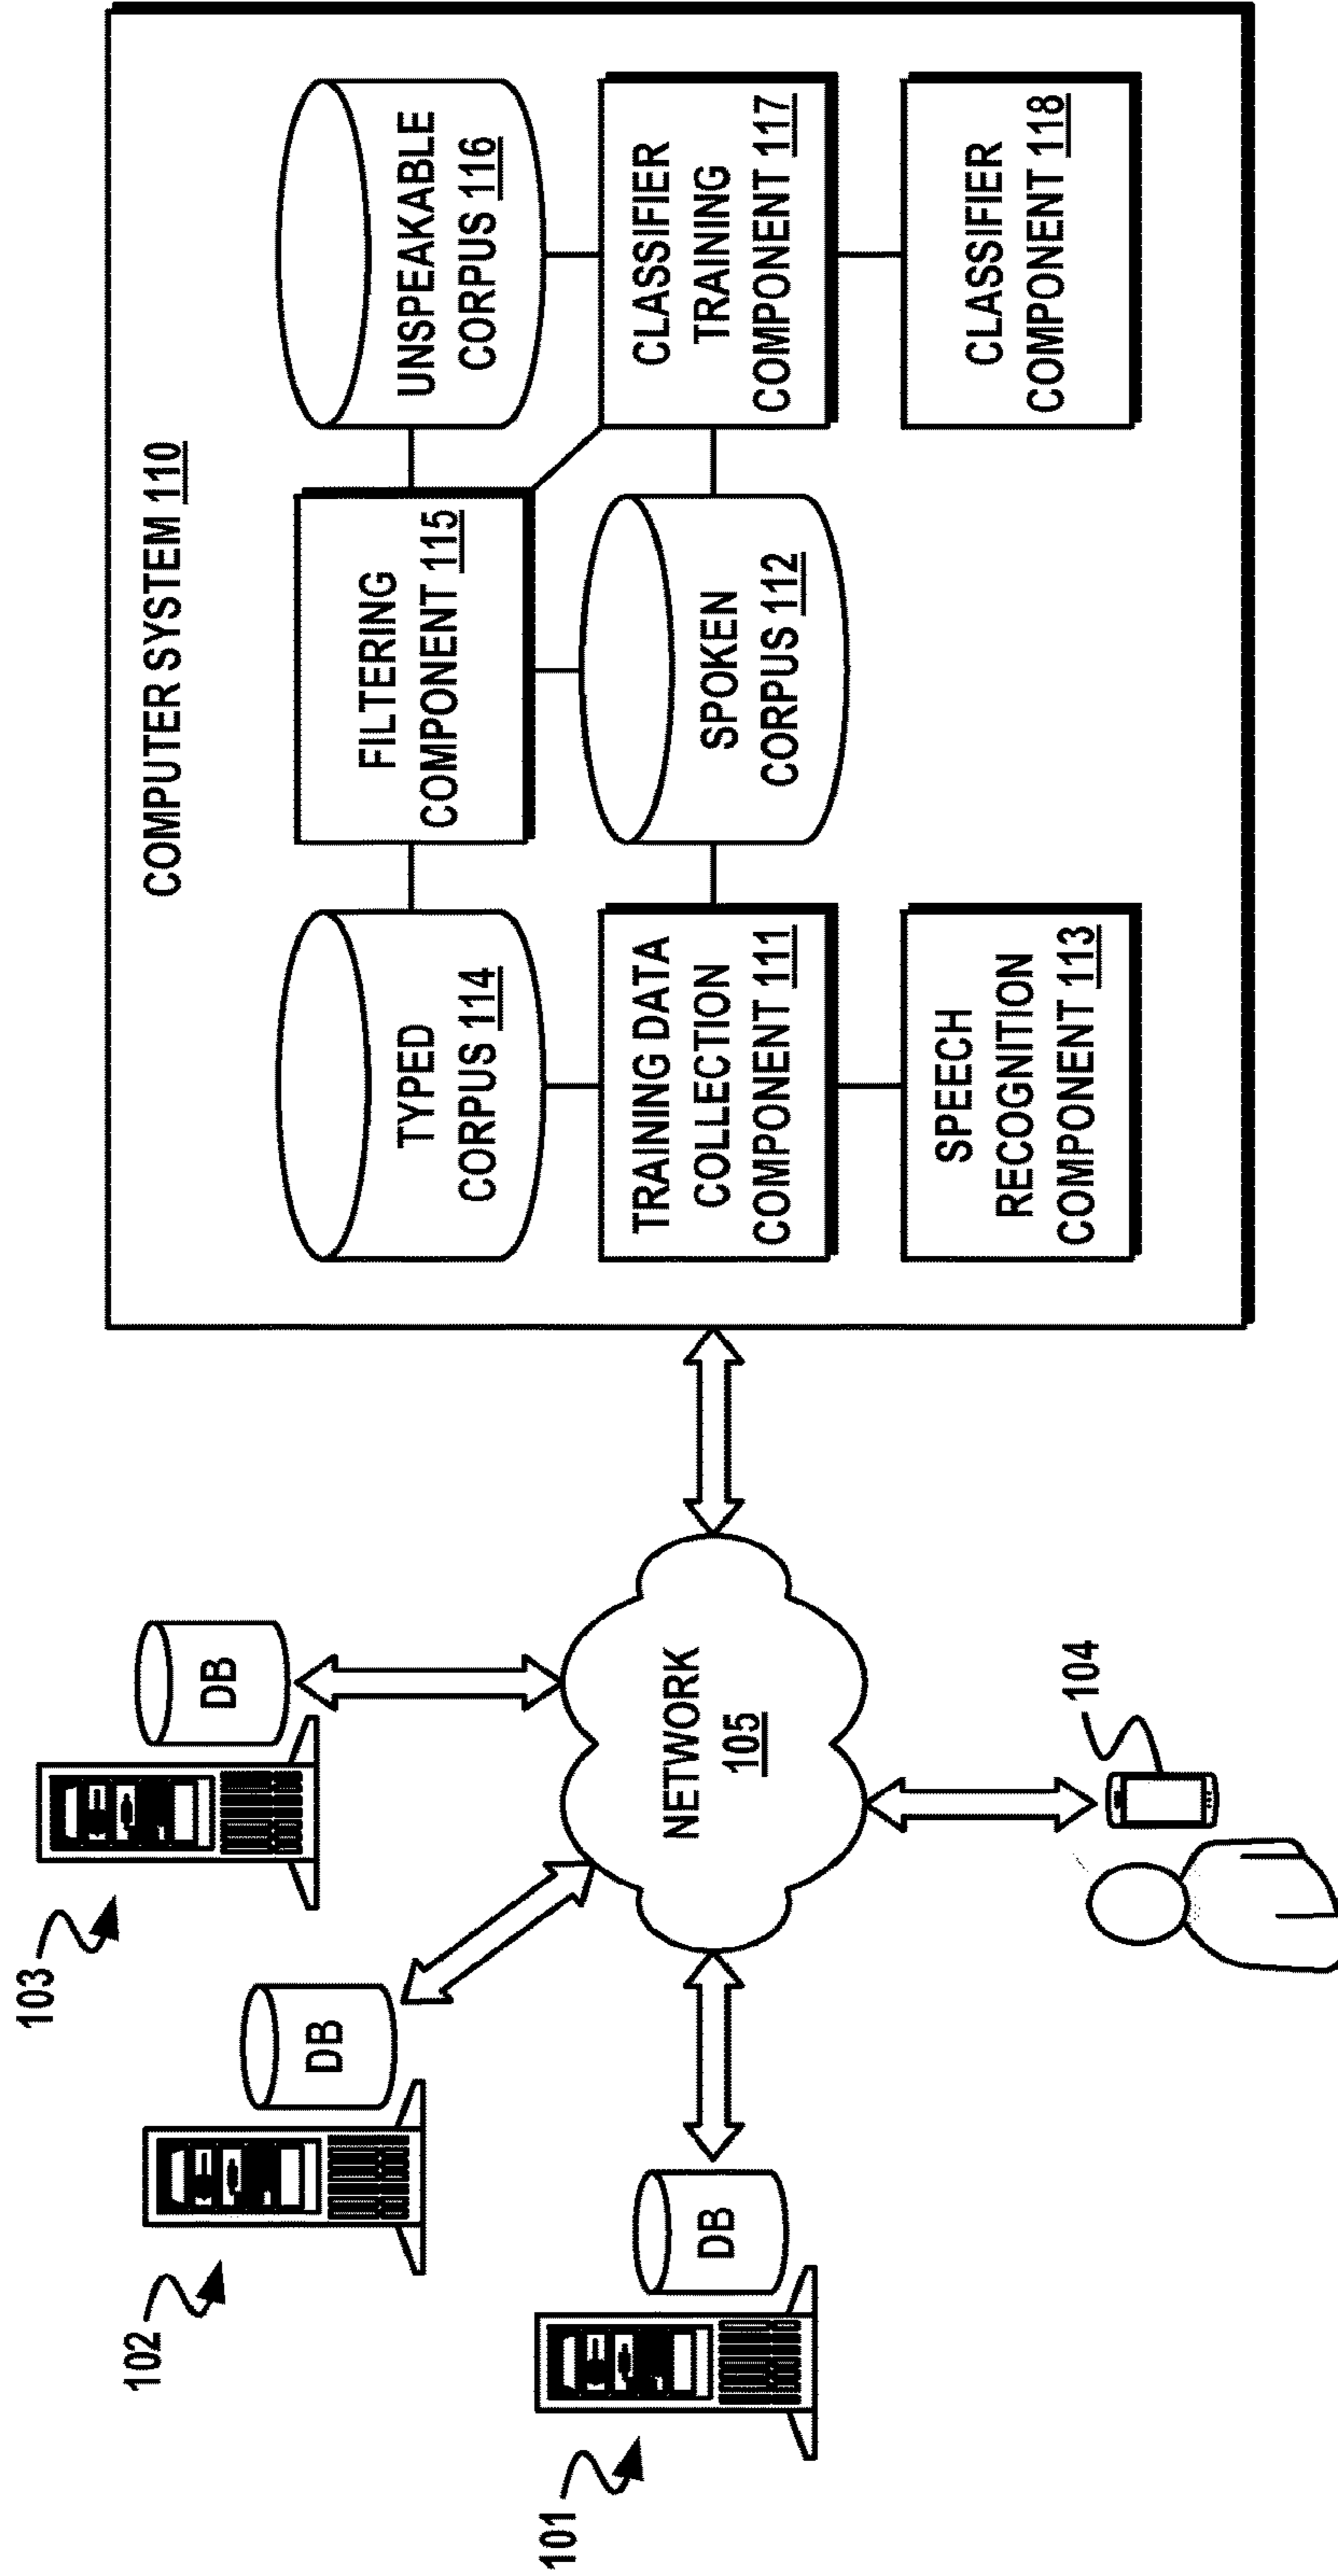 COMPUTER SYSTEM 110
TYPED
CORPUS 114
FILTERING
COMPONENT 115
UNSPEAKABLE
CORPUS 116
TRAINING DATA
COLLECTION
COMPONENT 111
SPOKEN
CORPUS 112
CLASSIFIER
TRAINING
COMPONENT 117
SPEECH
RECOGNITION
COMPONENT 113
CLASSIFIER
COMPONENT 118
103
DB
102
DB
101
DB
NETWORK
105
104